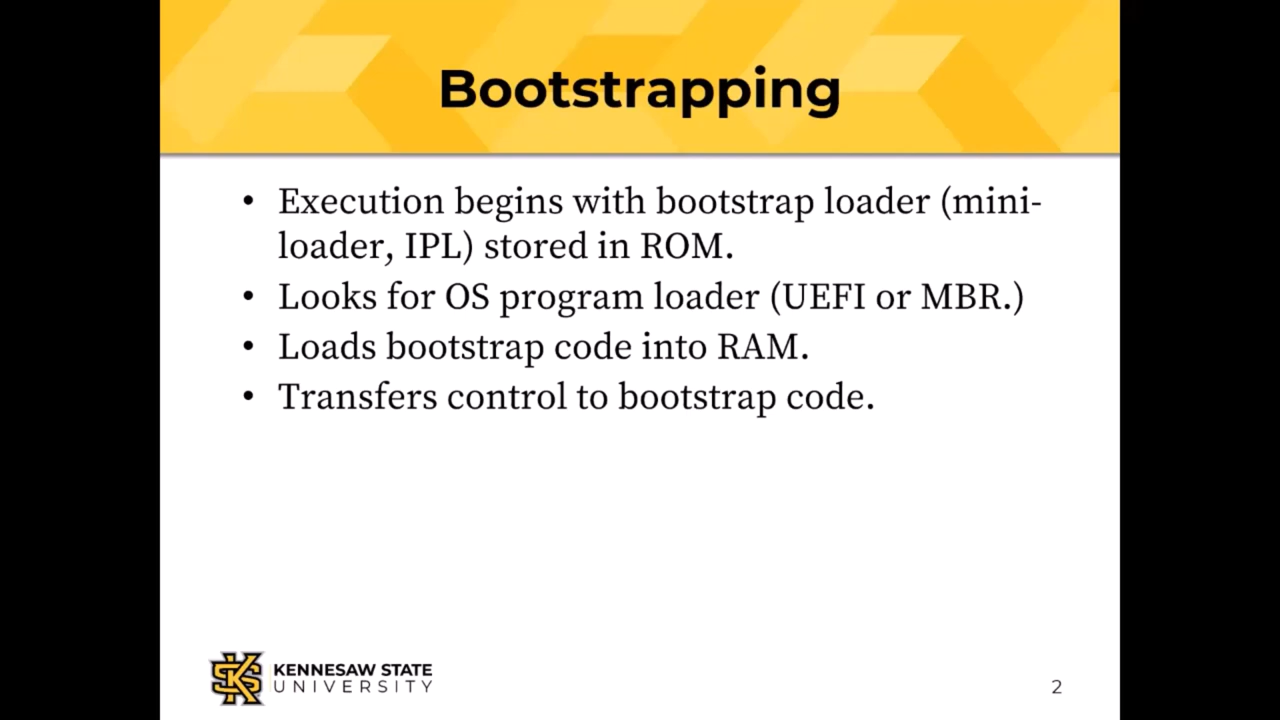 Bootstrapping
• Execution begins with bootstrap loader (mini-
loader, IPL) stored in ROM.
• Looks for OS program loader (UEFI or MBR.)
• Loads bootstrap code into RAM.
• Transfers control to bootstrap code.
KENNESAW STATE
UNIVERSITY
2